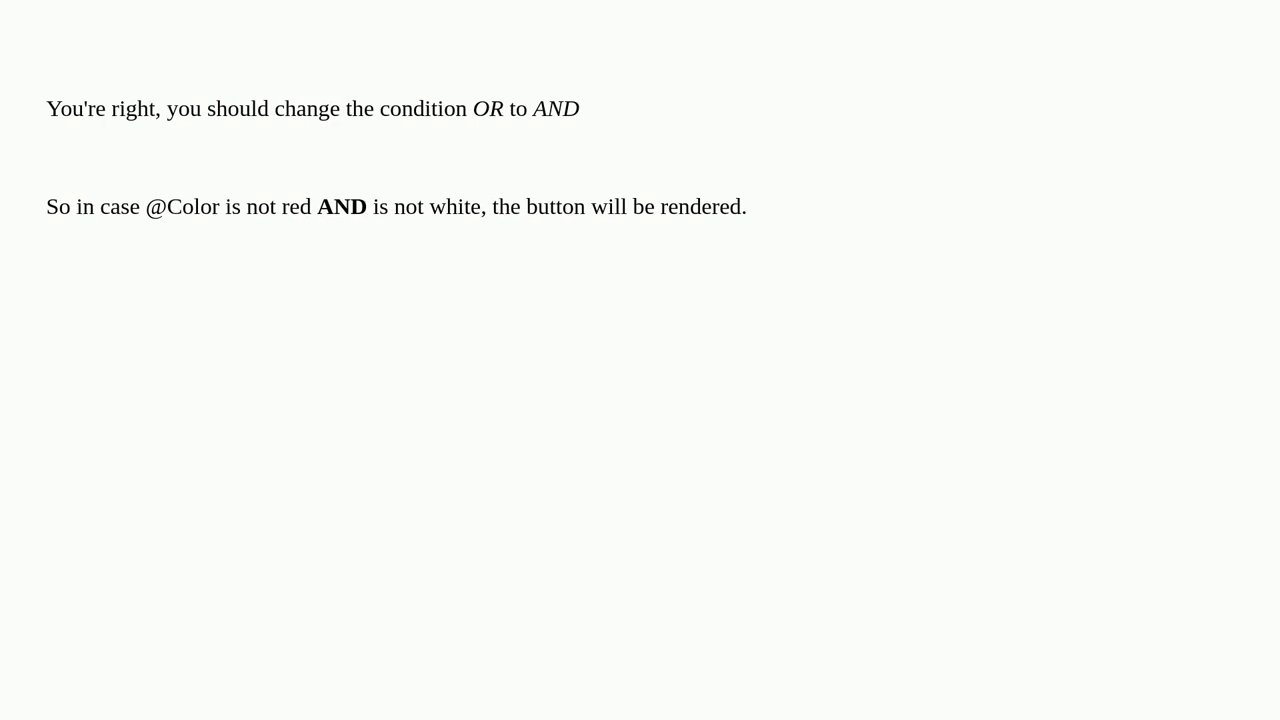 You're right, you should change the condition OR to AND
So in case @Color is not red AND is not white, the button will be rendered.